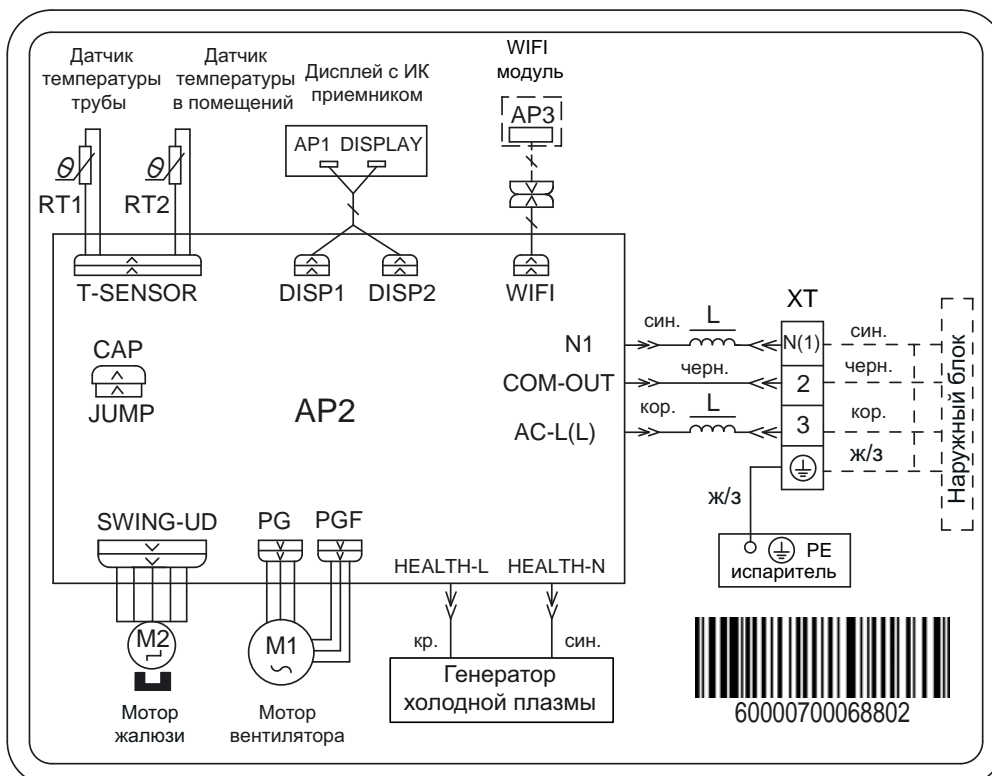 Датчик
температуры
трубы
Датчик
температуры
в помещений
Дисплей с ИК
приемником
WIFI
модуль
AP3
AP1 DISPLAY
θ
RT1
θ
RT2
T-SENSOR
DISP1
DISP2
WIFI
XT
CAP
JUMP
AP2
N1
син.
L
N(1)
син.
COM-OUT
черн.
2
черн.
AC-L(L)
кор.
L
3
кор.
ж/з
Наружный блок
ж/з
PE
испаритель
SWING-UD
PG
PGF
HEALTH-L
HEALTH-N
M2
M1
кр.
син.
Генератор
холодной плазмы
Мотор
жалюзи
Мотор
вентилятора
60000700068802